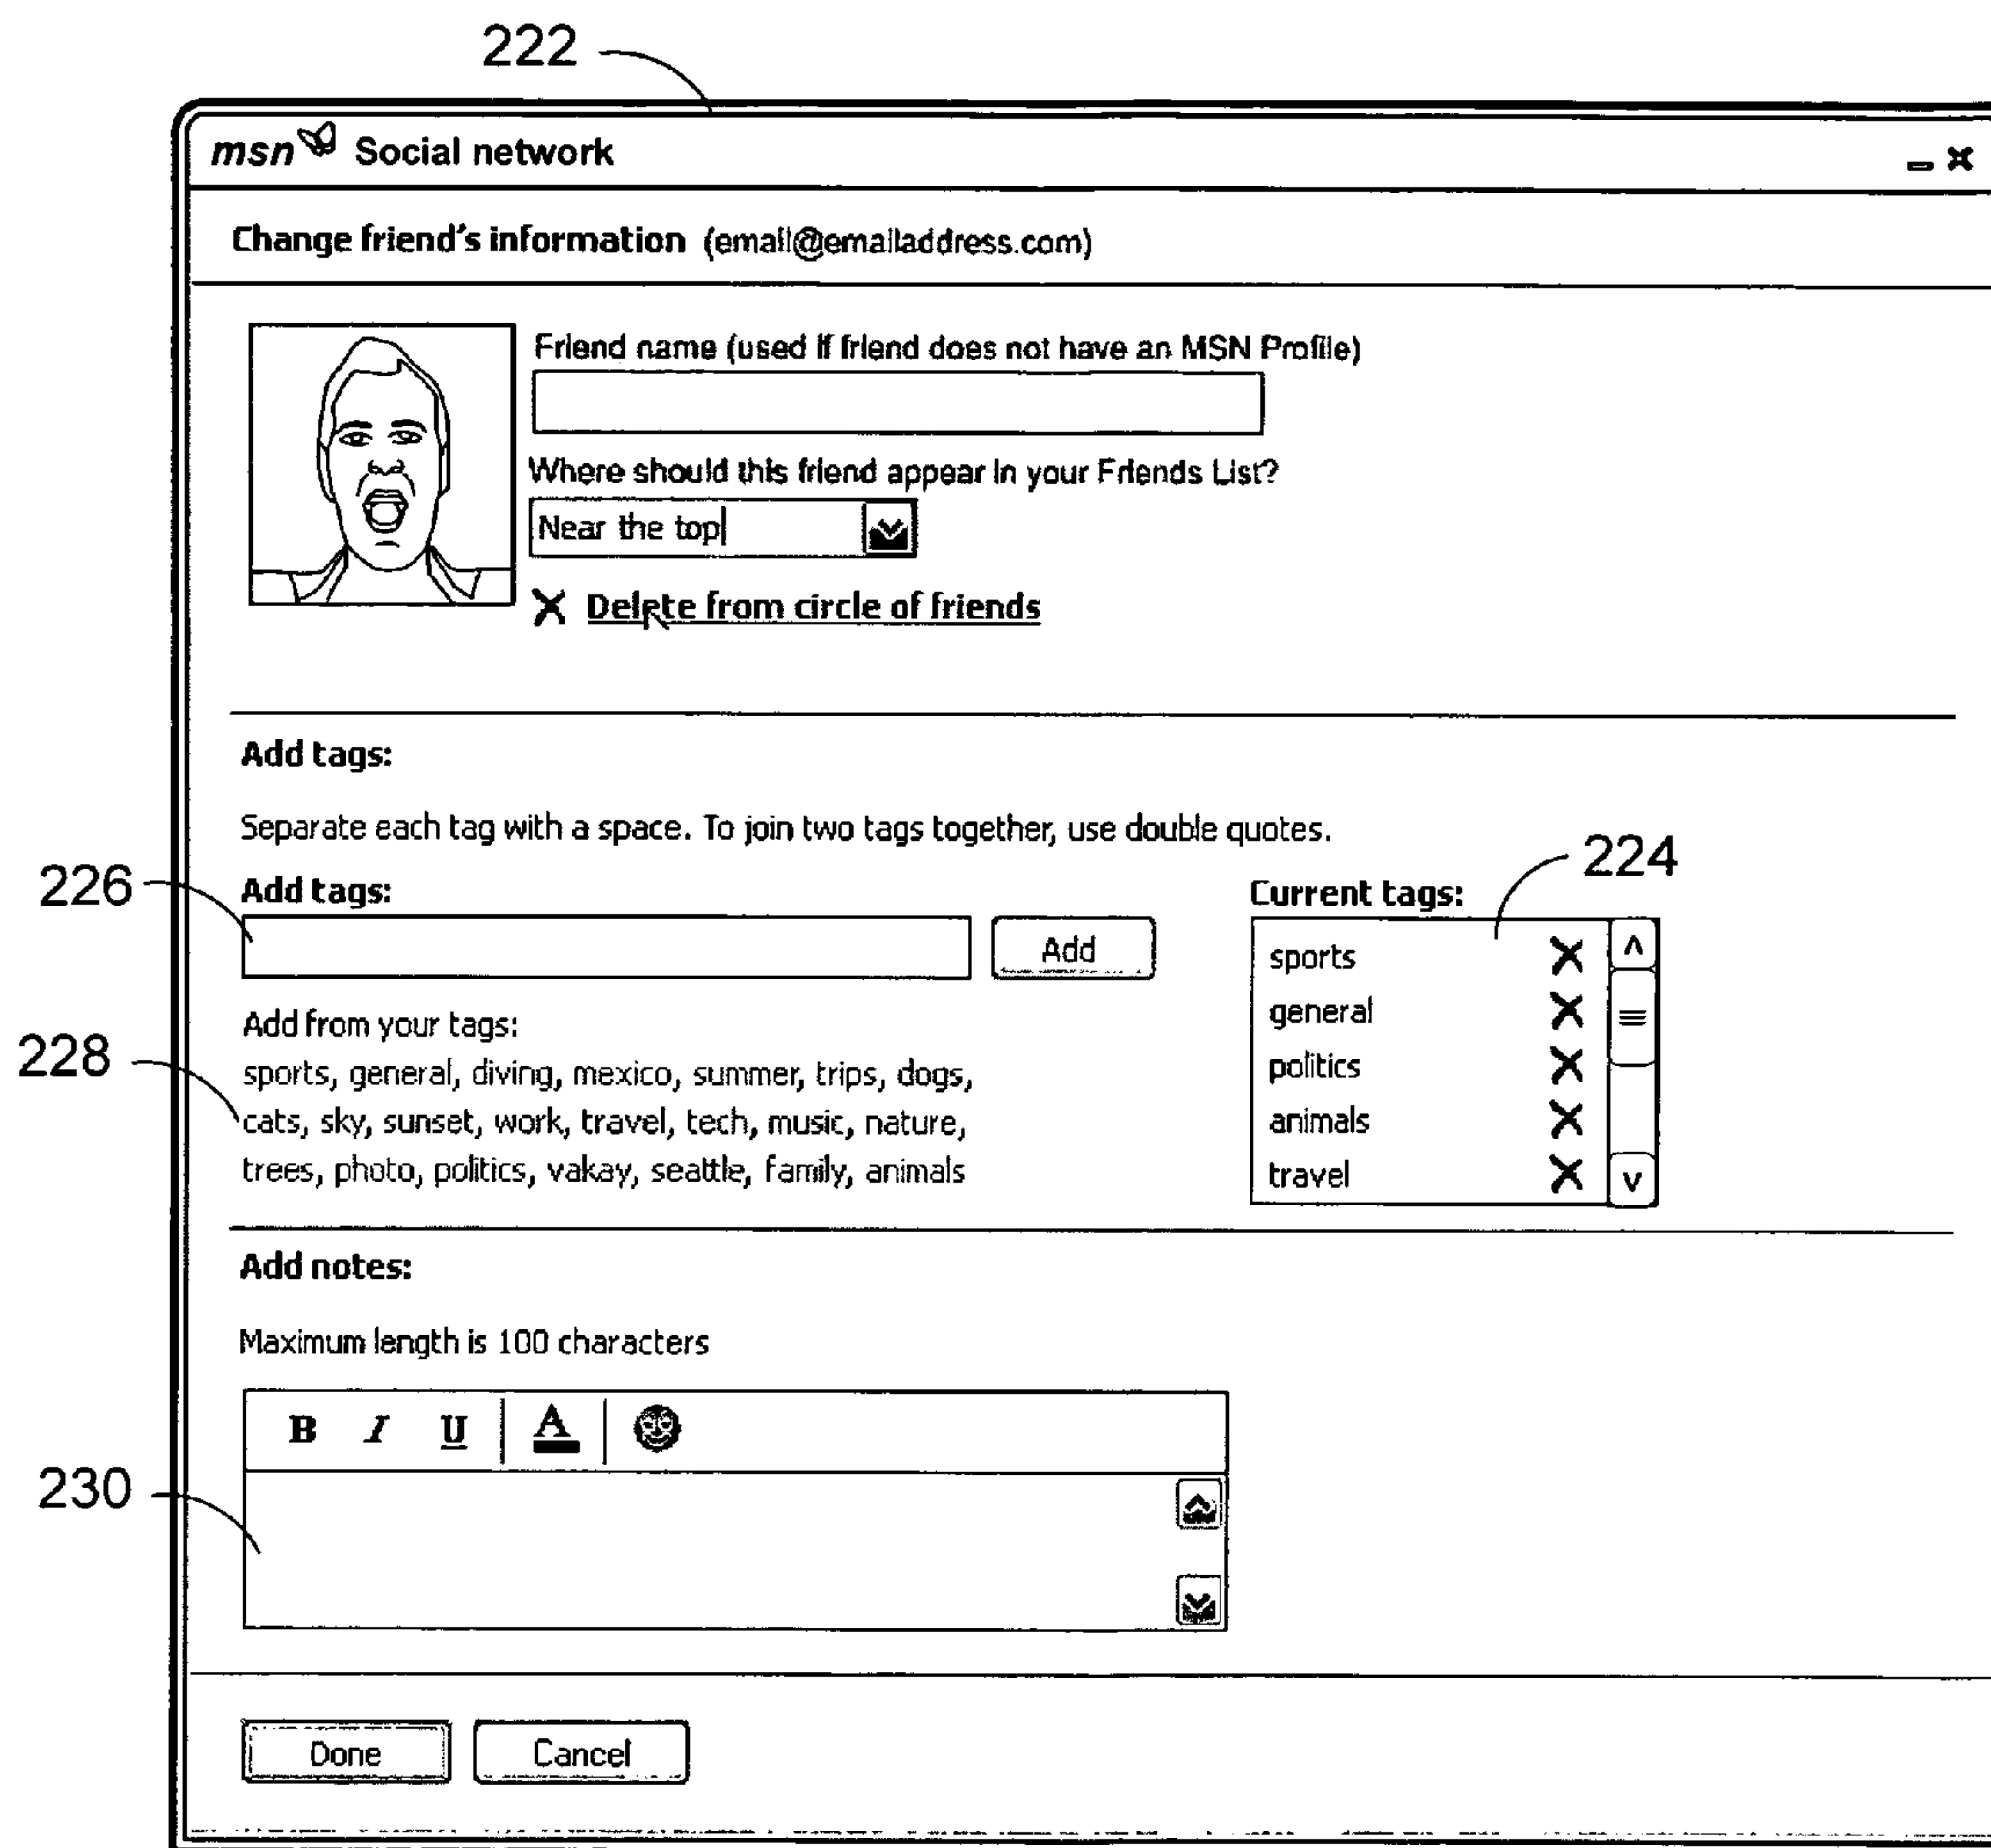 222
msn Social network
Change friend's information (email@emailaddress.com)
Friend name (used if friend does not have an MSN Profile)
Where should this friend appear in your Friends List?
Near the top
X Delete from circle of friends
Add tags:
Separate each tag with a space. To join two tags together, use double quotes.
224
226
Add tags:
Current tags:
Add
sports X
general X
politics X
animals X
travel X
Add from your tags:
228
sports, general, diving, mexico, summer, trips, dogs,
cats, sky, sunset, work, travel, tech, music, nature,
trees, photo, politics, vakay, seattle, family, animals
Add notes:
Maximum length is 100 characters
B I U A
230
Done Cancel